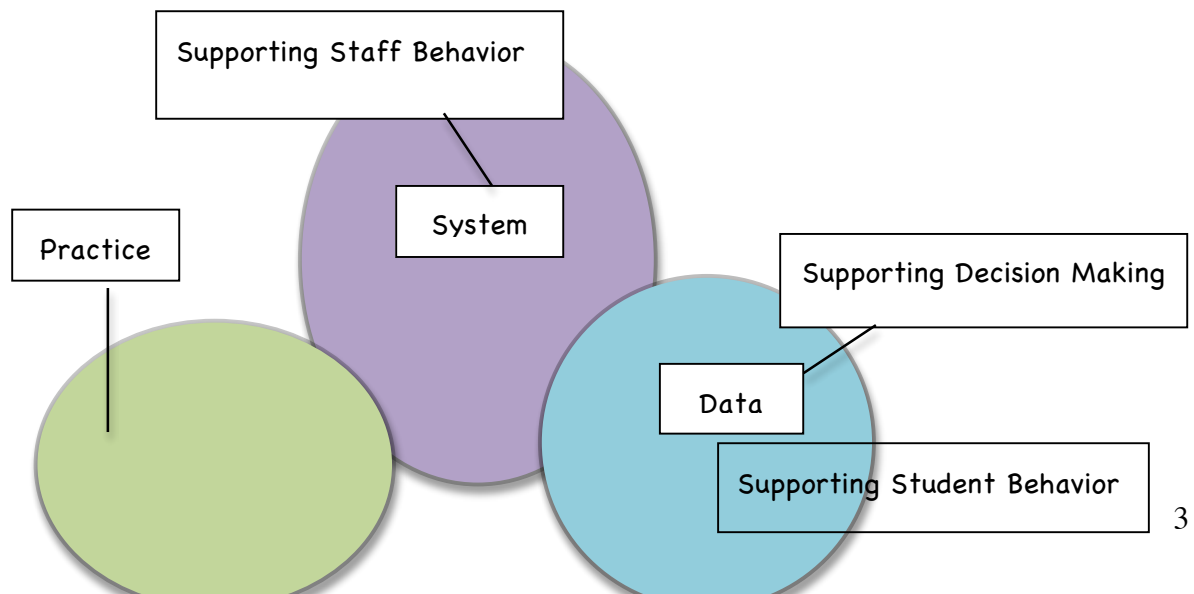 Supporting Staff Behavior
System
Practice
Supporting Decision Making
Data
Supporting Student Behavior
3